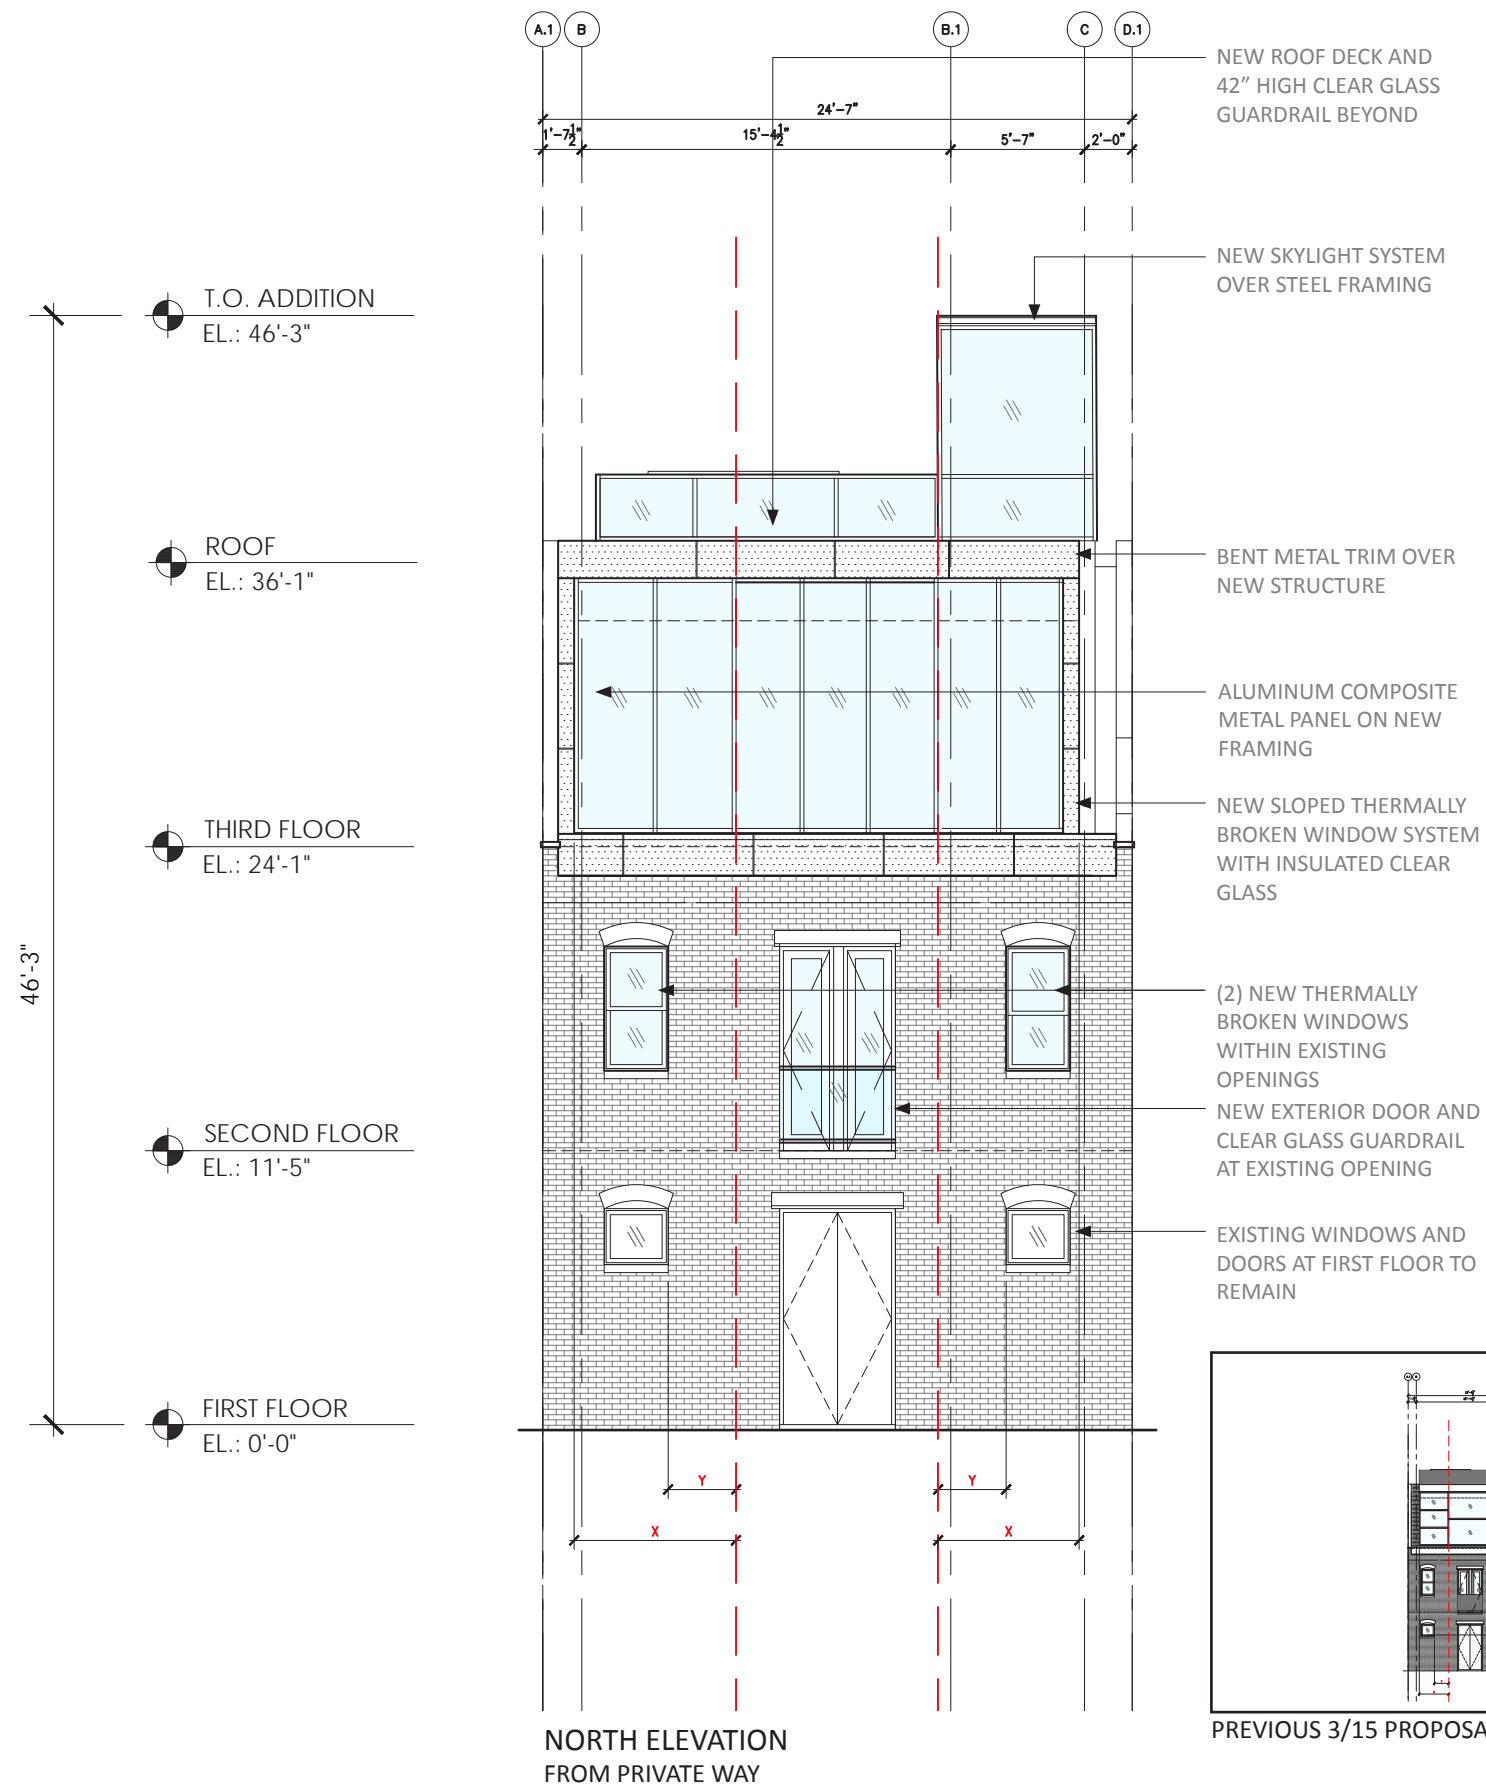 A.1 B B.1 C D.1
24'-7"
1'-7½" 15'-4½" 5'-7" 2'-0"
NEW ROOF DECK AND
42” HIGH CLEAR GLASS
GUARDRAIL BEYOND
NEW SKYLIGHT SYSTEM
OVER STEEL FRAMING
T.O. ADDITION
EL.: 46'-3"
ROOF
EL.: 36'-1"
BENT METAL TRIM OVER
NEW STRUCTURE
ALUMINUM COMPOSITE
METAL PANEL ON NEW
FRAMING
THIRD FLOOR
EL.: 24'-1"
NEW SLOPED THERMALLY
BROKEN WINDOW SYSTEM
WITH INSULATED CLEAR
GLASS
46'-3"
(2) NEW THERMALLY
BROKEN WINDOWS
WITHIN EXISTING
OPENINGS
NEW EXTERIOR DOOR AND
CLEAR GLASS GUARDRAIL
AT EXISTING OPENING
SECOND FLOOR
EL.: 11'-5"
EXISTING WINDOWS AND
DOORS AT FIRST FLOOR TO
REMAIN
FIRST FLOOR
EL.: 0'-0"
Y Y
X X
PREVIOUS 3/15 PROPOSA
NORTH ELEVATION
FROM PRIVATE WAY